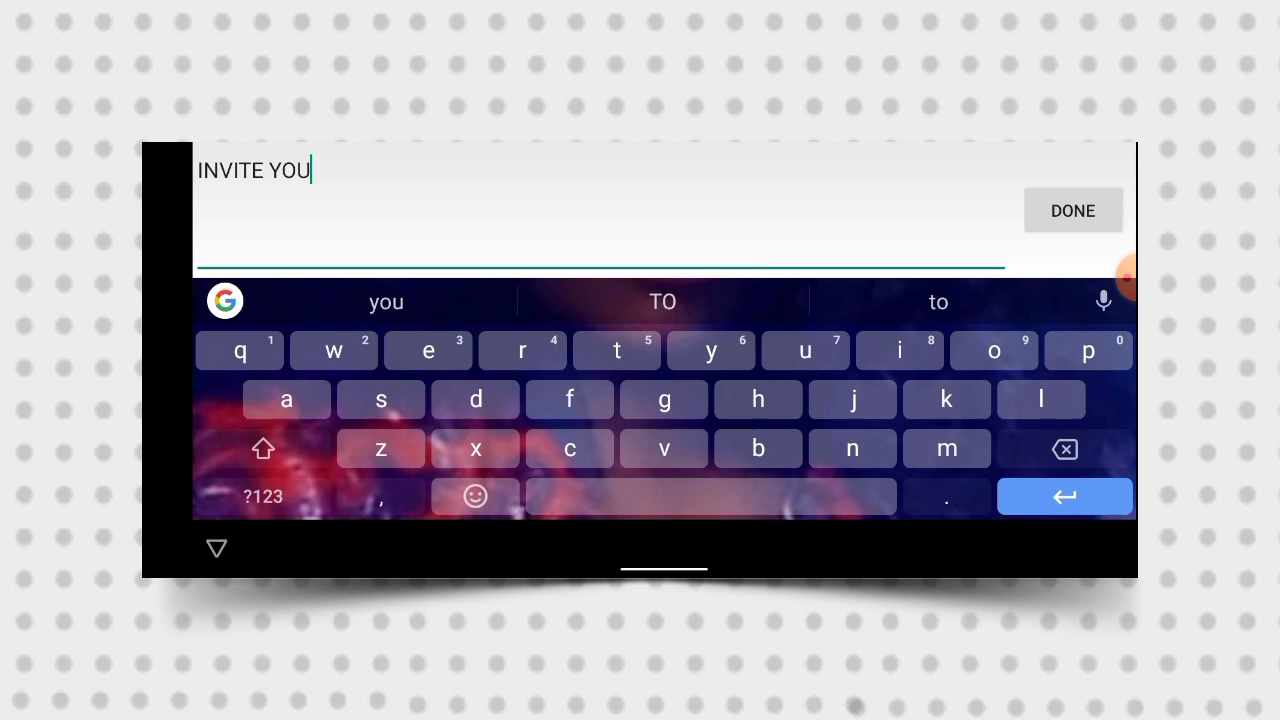 INVITE YOU
DONE
G you TO to
q 1 w 2 e 3 r 4 t 5 y 6 u 7 i 8 o 9 p 0
a s d f g h j k l
z x c v b n m
?123 , .